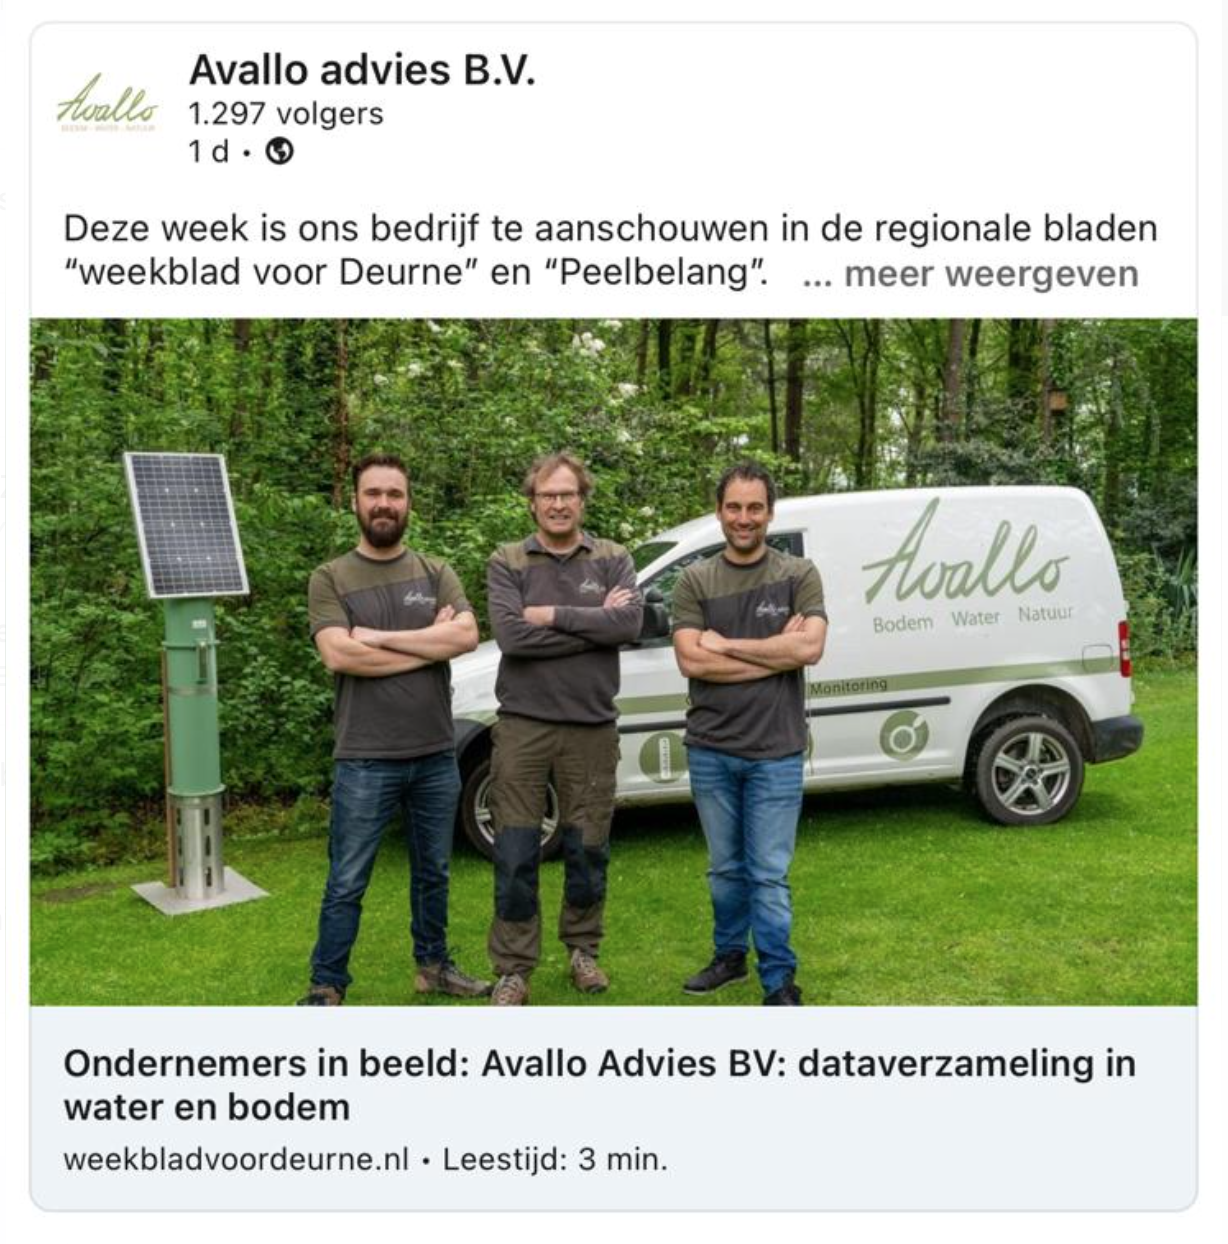 Avallo
BODEM - WATER - NATUUR
Avallo advies B.V.
1.297 volgers
1 d •
Deze week is ons bedrijf te aanschouwen in de regionale bladen
“weekblad voor Deurne” en “Peelbelang”. ... meer weergeven
Avallo
Bodem Water Natuur
Monitoring
Ondernemers in beeld: Avallo Advies BV: dataverzameling in
water en bodem
weekbladvoordeurne.nl • Leestijd: 3 min.